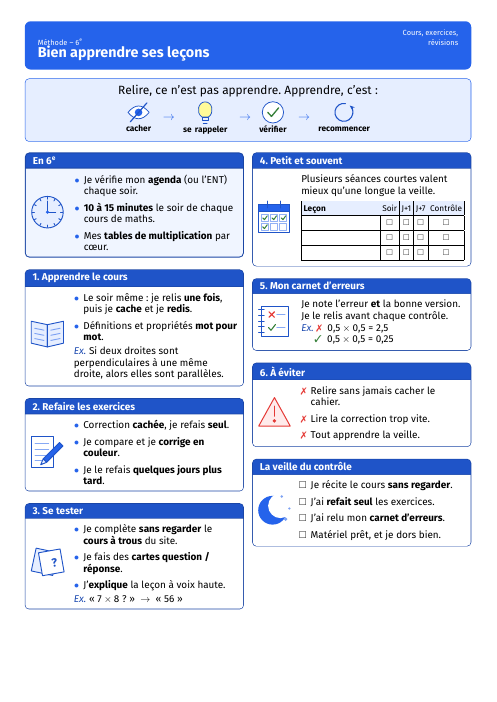 Méthode – 6e
Bien apprendre ses leçons
Cours, exercices,
révisions
Relire, ce n'est pas apprendre. Apprendre, c'est :
cacher → se rappeler → vérifier → recommencer
En 6e
• Je vérifie mon agenda (ou l'ENT)
chaque soir.
• 10 à 15 minutes le soir de chaque
cours de maths.
• Mes tables de multiplication par
cœur.
1. Apprendre le cours
• Le soir même : je relis une fois,
puis je cache et je redis.
• Définitions et propriétés mot pour
mot.
Ex. Si deux droites sont
perpendiculaires à une même
droite, alors elles sont parallèles.
2. Refaire les exercices
• Correction cachée, je refais seul.
• Je compare et je corrige en
couleur.
• Je le refais quelques jours plus
tard.
3. Se tester
?
• Je complète sans regarder le
cours à trous du site.
• Je fais des cartes question /
réponse.
• J'explique la leçon à voix haute.
Ex. « 7 × 8 ? » → « 56 »
4. Petit et souvent
Plusieurs séances courtes valent
mieux qu'une longue la veille.
Leçon Soir J+1 J+7 Contrôle
☐ ☐ ☐ ☐
☐ ☐ ☐ ☐
☐ ☐ ☐ ☐
5. Mon carnet d'erreurs
Je note l'erreur et la bonne version.
Je le relis avant chaque contrôle.
Ex. ✗ 0,5 × 0,5 = 2,5
✓ 0,5 × 0,5 = 0,25
6. À éviter
✗ Relire sans jamais cacher le
cahier.
✗ Lire la correction trop vite.
✗ Tout apprendre la veille.
La veille du contrôle
☐ Je récite le cours sans regarder.
☐ J'ai refait seul les exercices.
☐ J'ai relu mon carnet d'erreurs.
☐ Matériel prêt, et je dors bien.